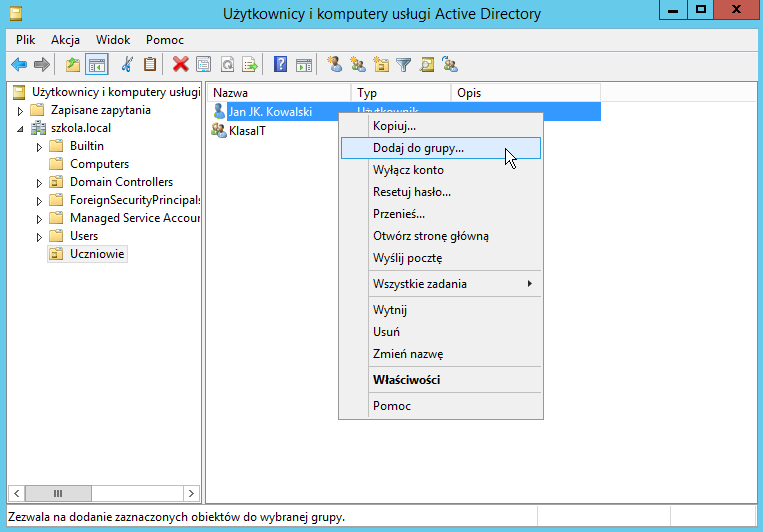 Użytkownicy i komputery usługi Active Directory
Plik Akcja Widok Pomoc
Użytkownicy i komputery usługi
Zapisane zapytania
szkola.local
Builtin
Computers
Domain Controllers
ForeignSecurityPrincipals
Managed Service Accour
Users
Uczniowie
Nazwa Typ Opis
Jan JK. Kowalski Użytkownik
KlasaIT
Kopiuj...
Dodaj do grupy...
Wyłącz konto
Resetuj hasło...
Przenieś...
Otwórz stronę główną
Wyślij pocztę
Wszystkie zadania
Wytnij
Usuń
Zmień nazwę
Właściwości
Pomoc
Zezwala na dodanie zaznaczonych obiektów do wybranej grupy.